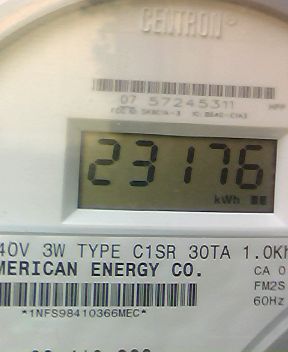 CENTRON
07 57245311
23176
kWh
40V 3W TYPE C1SR 30TA 1.0Kh
MERICAN ENERGY CO.
CA 0
FM2S
60Hz
*1NFS98410366MEC*